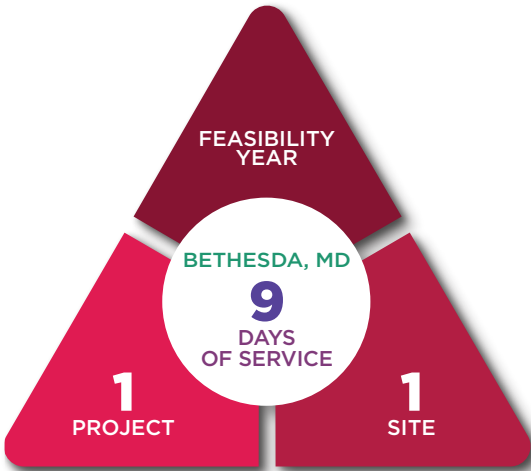 FEASIBILITY
YEAR
BETHESDA, MD
9
DAYS
OF SERVICE
1
PROJECT
1
SITE